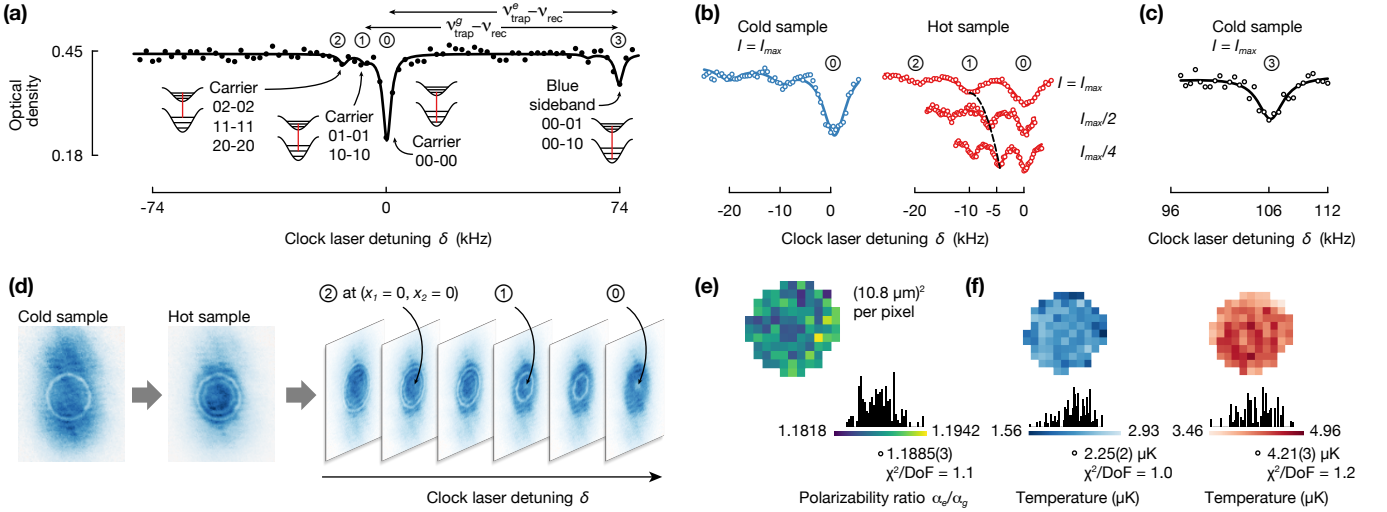 (a)
ν^e_trap – ν_rec
ν^g_trap – ν_rec
② ① ⓪ ③
0.45
Optical
density
0.18
Carrier
02-02
11-11
20-20
Carrier
01-01
10-10
Carrier
00-00
Blue
sideband
00-01
00-10
-74 0 74
Clock laser detuning δ (kHz)
(b)
Cold sample
I = I_max
⓪
-20 -10 0
Clock laser detuning δ (kHz)
Hot sample
② ① ⓪
I = I_max
I_max/2
I_max/4
-20 -10 -5 0
Clock laser detuning δ (kHz)
(c)
Cold sample
I = I_max
③
96 106 112
Clock laser detuning δ (kHz)
(d)
Cold sample
Hot sample
② at (x₁ = 0, x₂ = 0) ① ⓪
Clock laser detuning δ
(e)
(10.8 µm)²
per pixel
1.1818 1.1942
1.1885(3)
χ²/DoF = 1.1
Polarizability ratio α_e/α_g
(f)
1.56 2.93
2.25(2) µK
χ²/DoF = 1.0
Temperature (µK)
3.46 4.96
4.21(3) µK
χ²/DoF = 1.2
Temperature (µK)